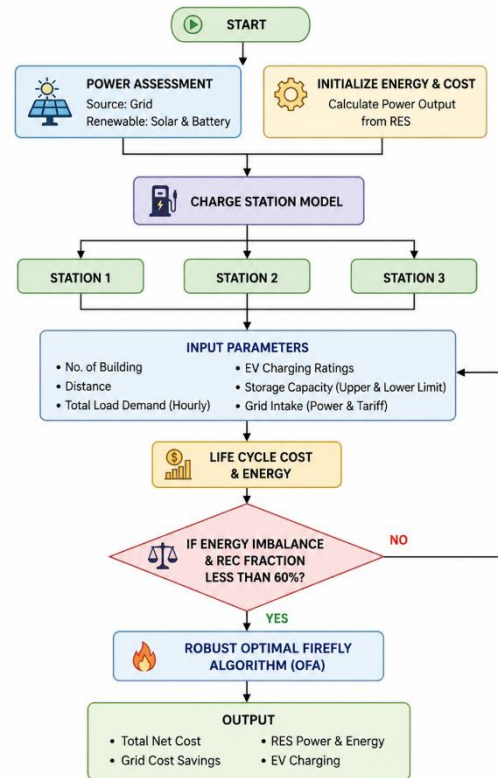 START
POWER ASSESSMENT
Source: Grid
Renewable: Solar & Battery
INITIALIZE ENERGY & COST
Calculate Power Output
from RES
CHARGE STATION MODEL
STATION 1
STATION 2
STATION 3
INPUT PARAMETERS
• No. of Building
• Distance
• Total Load Demand (Hourly)
• EV Charging Ratings
• Storage Capacity (Upper & Lower Limit)
• Grid Intake (Power & Tariff)
LIFE CYCLE COST
& ENERGY
IF ENERGY IMBALANCE
& REC FRACTION
LESS THAN 60%?
NO
YES
ROBUST OPTIMAL FIREFLY
ALGORITHM (OFA)
OUTPUT
• Total Net Cost
• Grid Cost Savings
• RES Power & Energy
• EV Charging